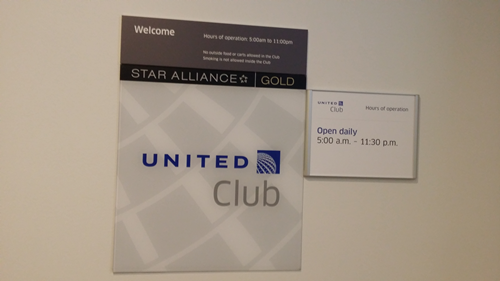 Welcome
Hours of operation: 5:00am to 11:00pm
No outside food or carts allowed in the Club
Smoking is not allowed inside the Club
STAR ALLIANCE GOLD
UNITED
Club
UNITED
Club
Hours of operation
Open daily
5:00 a.m. – 11:30 p.m.